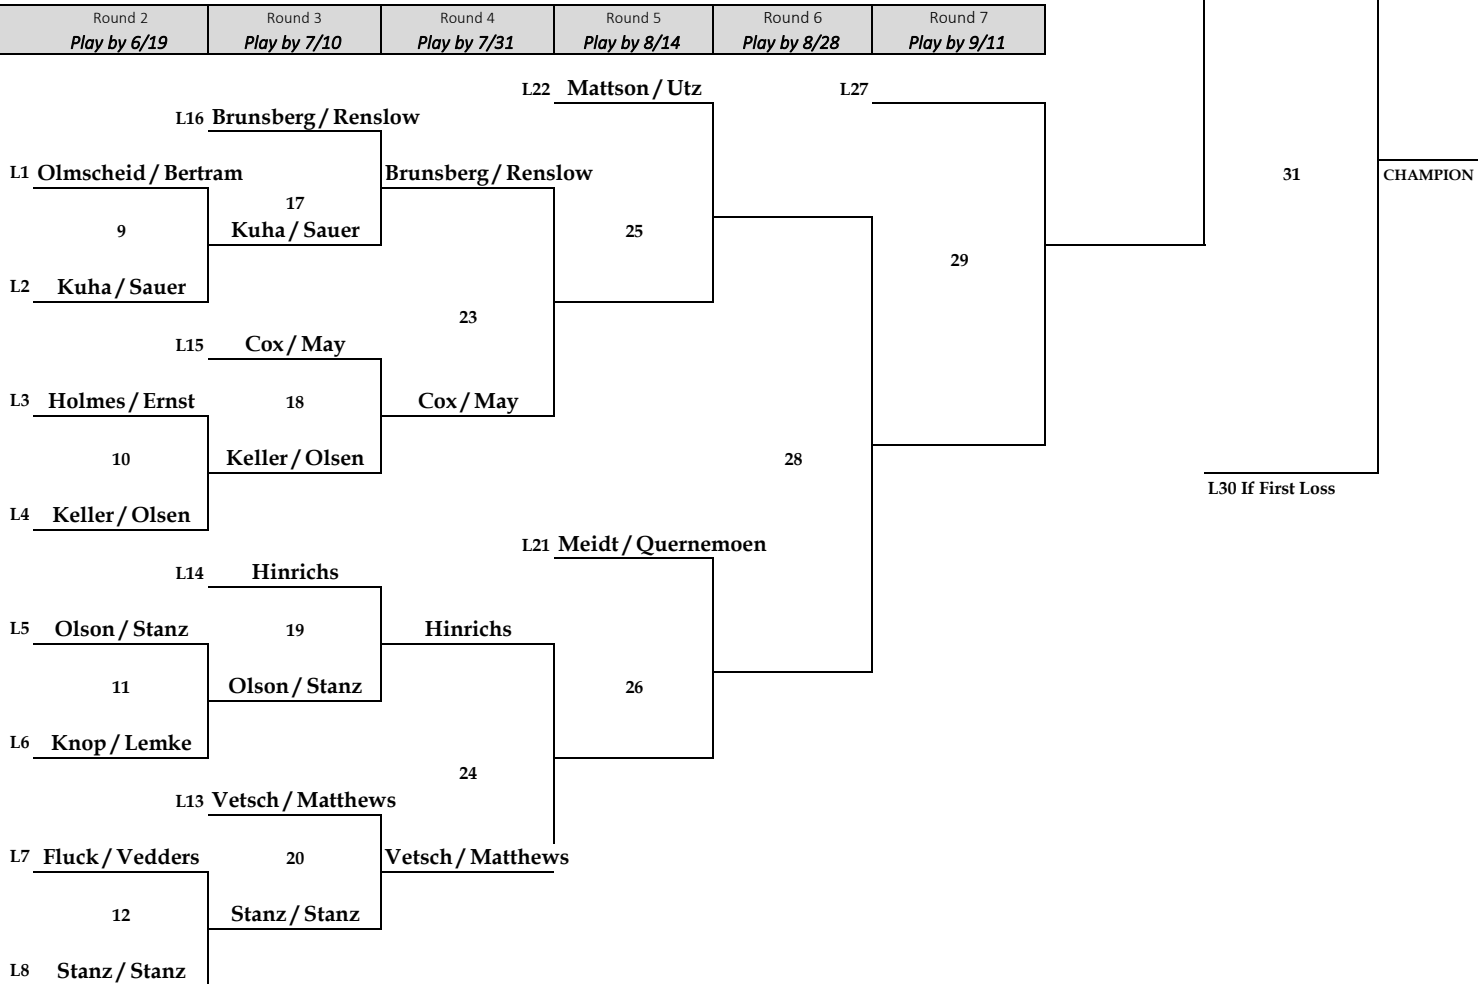 Round 2 Round 3 Round 4 Round 5 Round 6 Round 7
Play by 6/19 Play by 7/10 Play by 7/31 Play by 8/14 Play by 8/28 Play by 9/11
L22 Mattson / Utz L27
L16 Brunsberg / Renslow
L1 Olmscheid / Bertram Brunsberg / Renslow 31 CHAMPION
17
9 Kuha / Sauer 25
29
L2 Kuha / Sauer
23
L15 Cox / May
L3 Holmes / Ernst 18 Cox / May
10 Keller / Olsen 28
L30 If First Loss
L4 Keller / Olsen
L21 Meidt / Quernemoen
L14 Hinrichs
L5 Olson / Stanz 19 Hinrichs
11 Olson / Stanz 26
L6 Knop / Lemke
24
L13 Vetsch / Matthews
L7 Fluck / Vedders 20 Vetsch / Matthews
12 Stanz / Stanz
L8 Stanz / Stanz